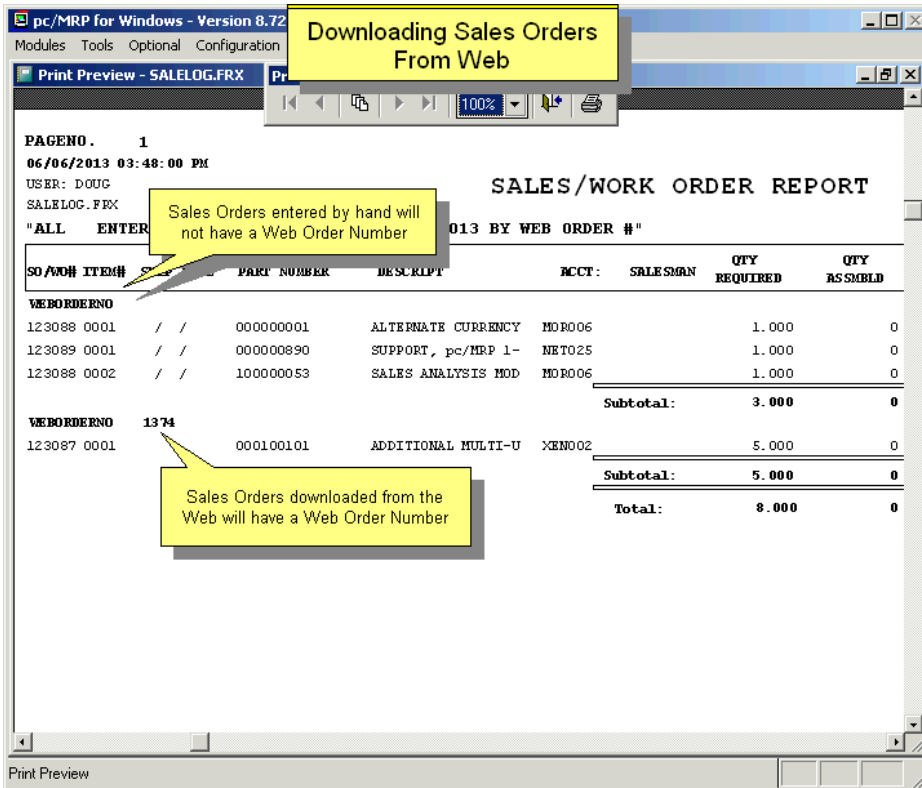 pc/MRP for Windows - Version 8.72
Downloading Sales Orders
From Web
Modules Tools Optional Configuration
Print Preview - SALELOG.FRX
100%
PAGENO. 1
06/06/2013 03:48:00 PM
USER: DOUG
SALES/WORK ORDER REPORT
SALELOG.FRX
Sales Orders entered by hand will
not have a Web Order Number
"ALL ENTER 013 BY WEB ORDER #"
SO/WO# ITEM# PART NUMBER DESCRIPT ACCT: SALESMAN QTY REQUIRED QTY ASSMBLD
WEBORDERNO
123088 0001 / / 000000001 ALTERNATE CURRENCY MOR006 1.000 0
123089 0001 / / 000000890 SUPPORT, pc/MRP 1- NET025 1.000 0
123088 0002 / / 100000053 SALES ANALYSIS MOD MOR006 1.000 0
Subtotal: 3.000 0
WEBORDERNO 1374
123087 0001 000100101 ADDITIONAL MULTI-U XEN002 5.000 0
Subtotal: 5.000 0
Sales Orders downloaded from the
Web will have a Web Order Number
Total: 8.000 0
Print Preview